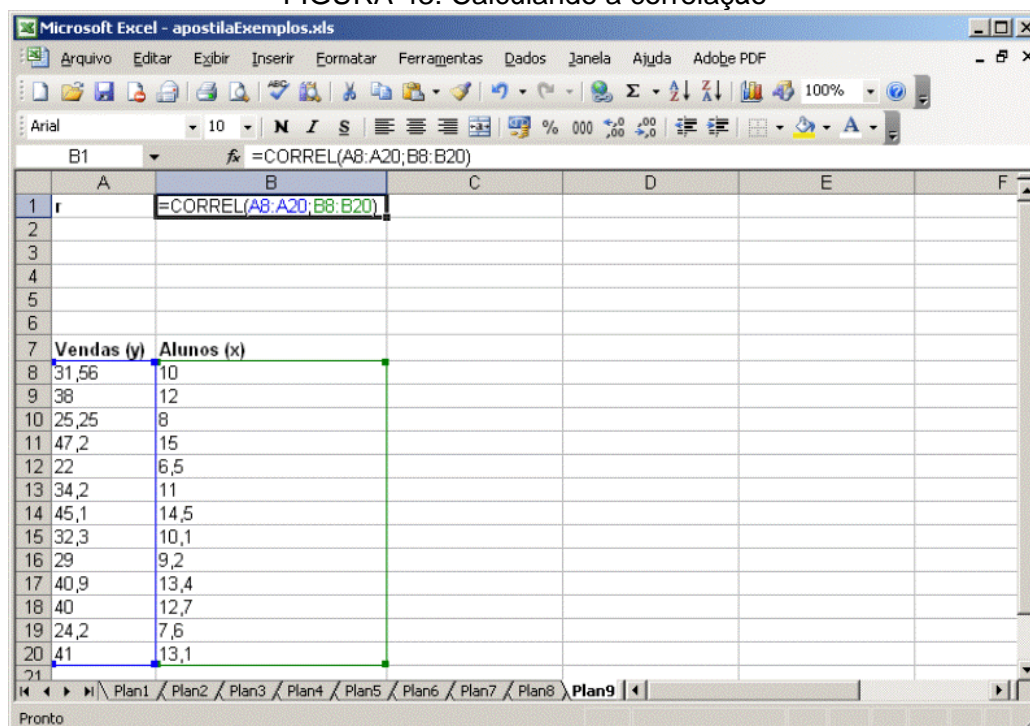 FIGURA 43. Calculando a correlação
Microsoft Excel - apostilaExemplos.xls
Arquivo Editar Exibir Inserir Formatar Ferramentas Dados Janela Ajuda Adobe PDF
100%
Arial 10 N I S % 000
B1 fx =CORREL(A8:A20;B8:B20)
A B C D E F
1 r =CORREL(A8:A20;B8:B20)
2
3
4
5
6
7 Vendas (y) Alunos (x)
8 31,56 10
9 38 12
10 25,25 8
11 47,2 15
12 22 6,5
13 34,2 11
14 45,1 14,5
15 32,3 10,1
16 29 9,2
17 40,9 13,4
18 40 12,7
19 24,2 7,6
20 41 13,1
21
Plan1 Plan2 Plan3 Plan4 Plan5 Plan6 Plan7 Plan8 Plan9
Pronto